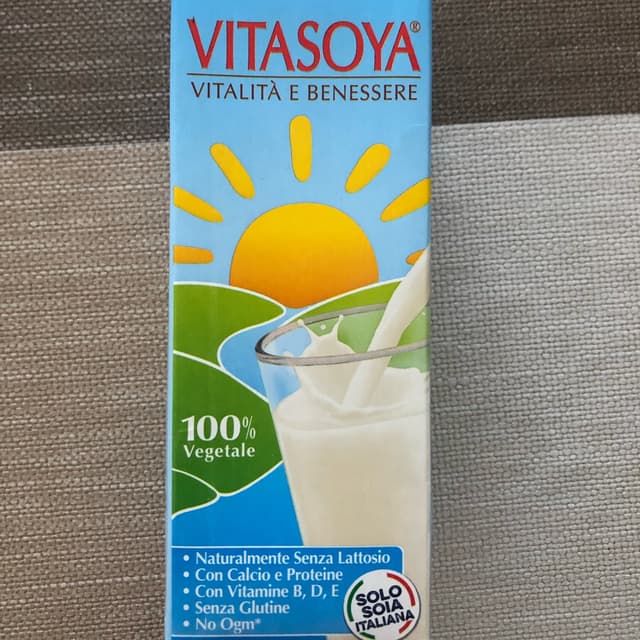 VITASOYA®
VITALITÀ E BENESSERE
100%
Vegetale
• Naturalmente Senza Lattosio
• Con Calcio e Proteine
• Con Vitamine B, D, E
• Senza Glutine
• No Ogm*
SOLO
SOIA
ITALIANA